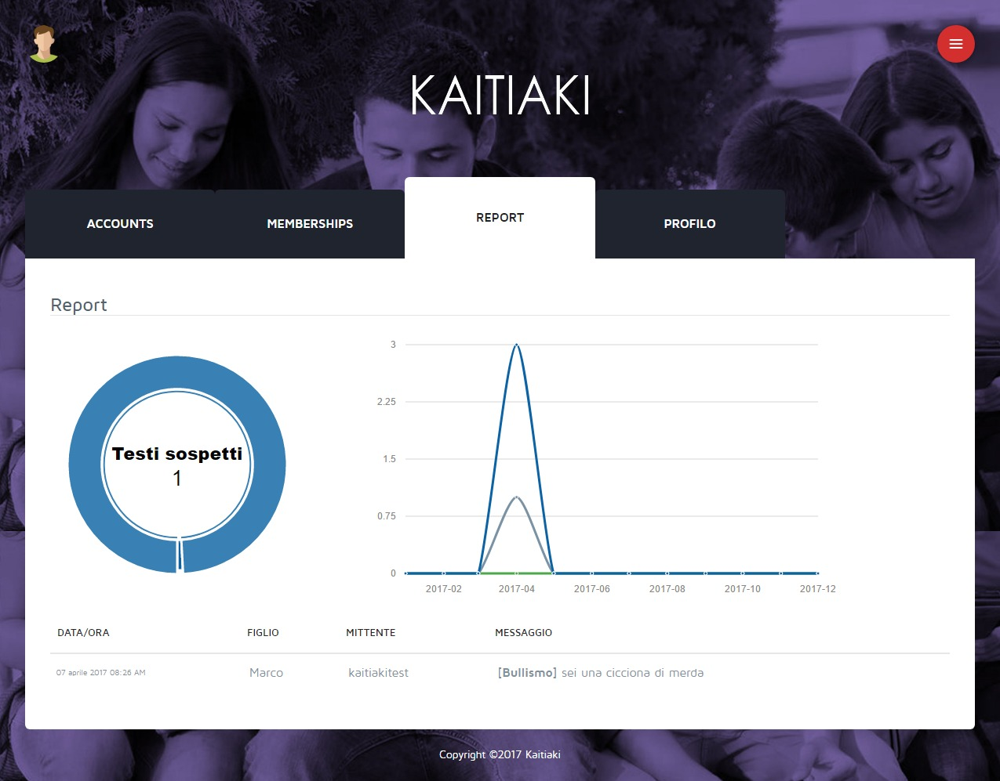 KAITIAKI
ACCOUNTS
MEMBERSHIPS
REPORT
PROFILO
Report
Testi sospetti
1
3
2.25
1.5
0.75
0
2017-02 2017-04 2017-06 2017-08 2017-10 2017-12
DATA/ORA FIGLIO MITTENTE MESSAGGIO
07 aprile 2017 08:26 AM Marco kaitiakitest [Bullismo] sei una cicciona di merda
Copyright ©2017 Kaitiaki